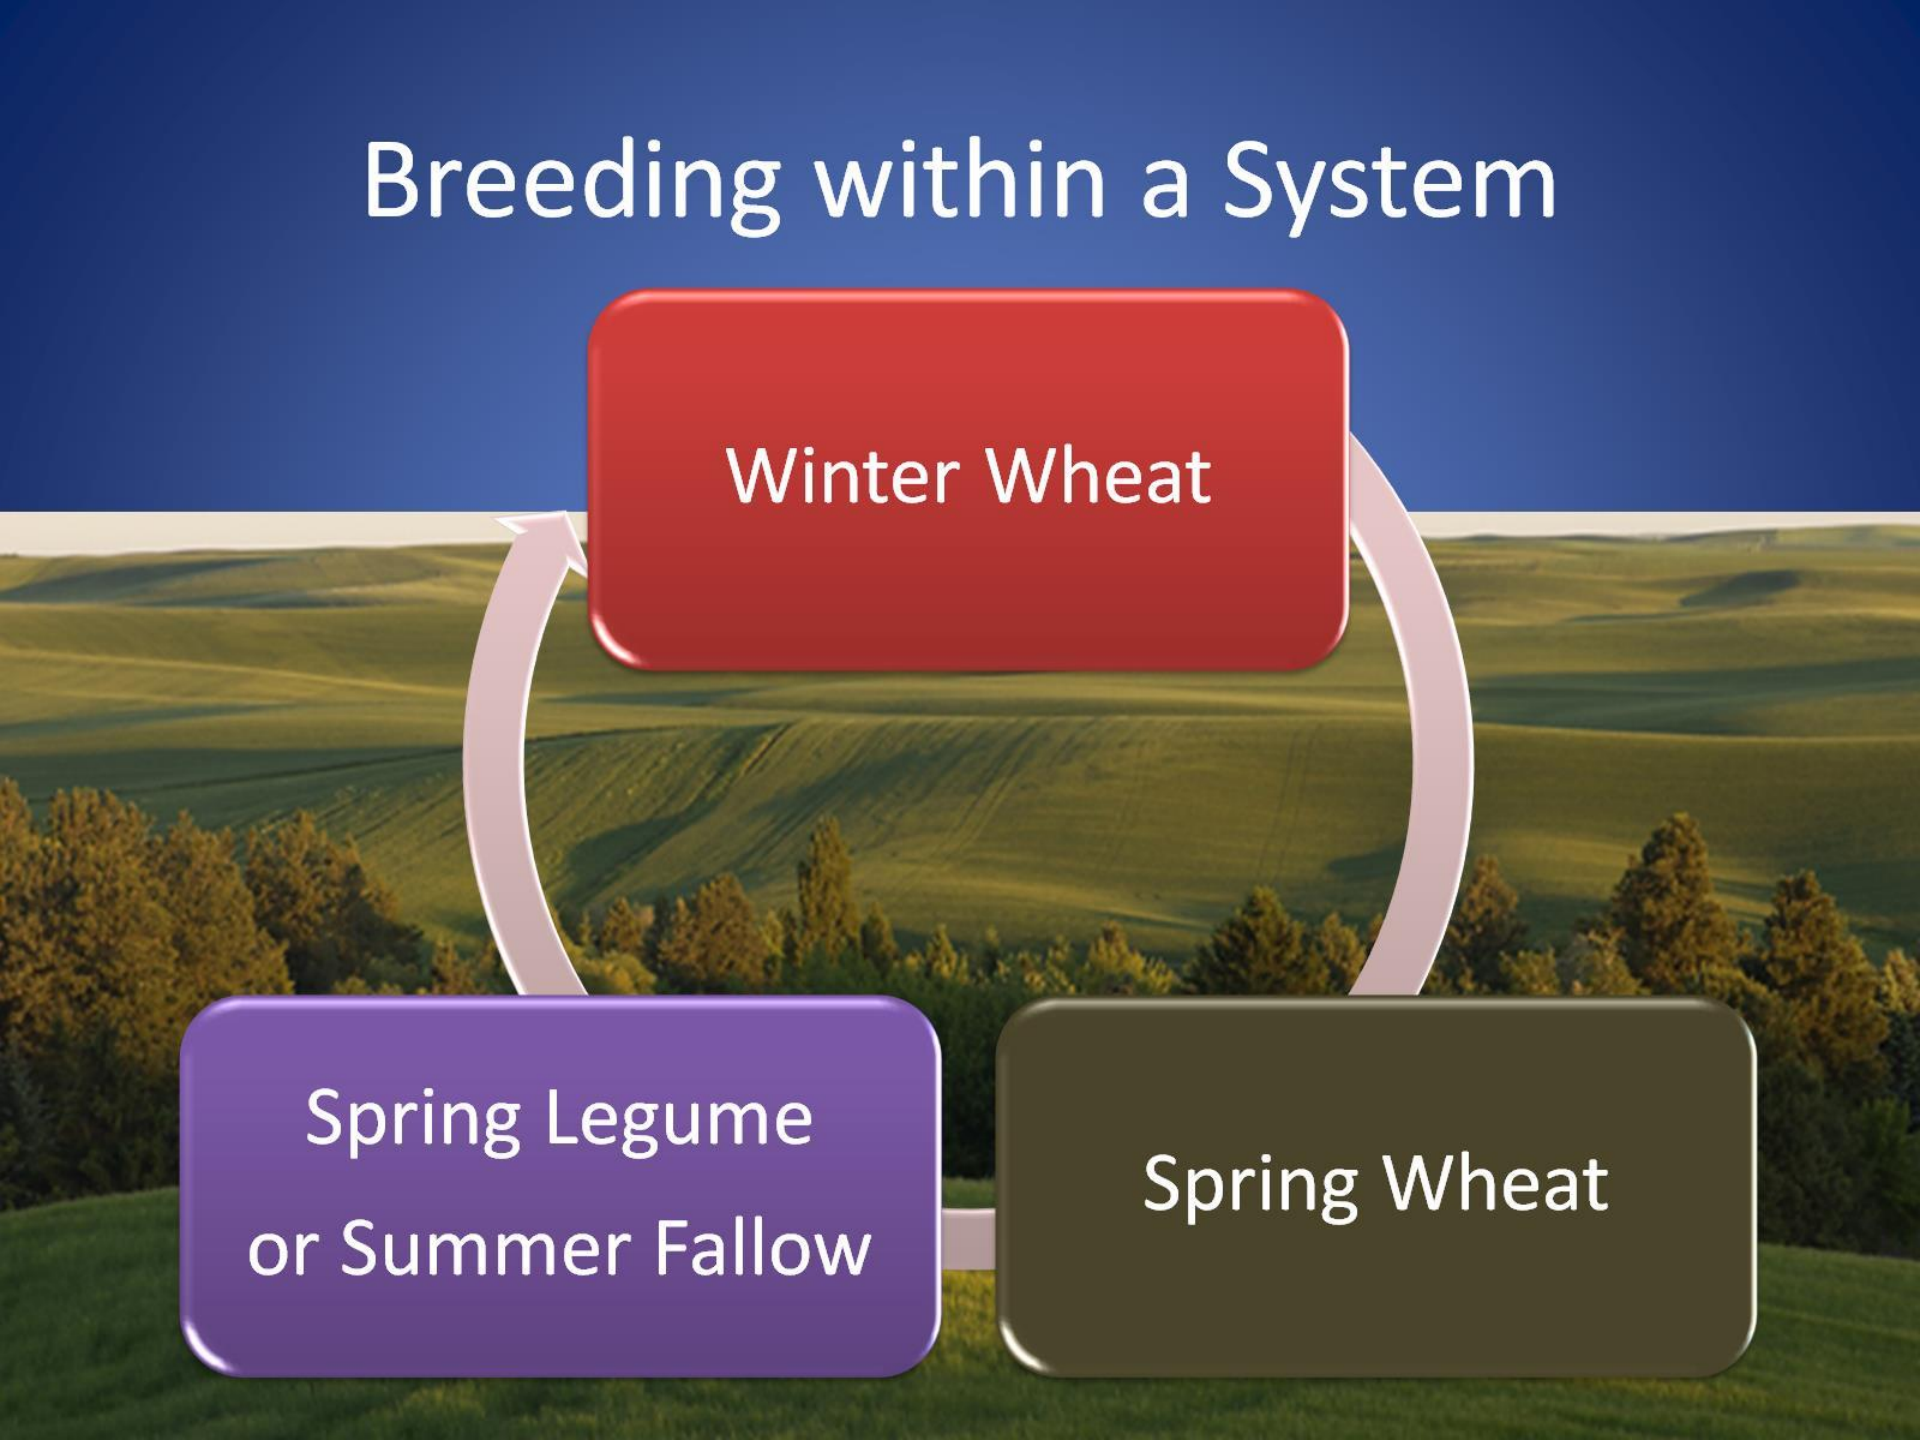 Breeding within a System
Winter Wheat
Spring Legume
or Summer Fallow
Spring Wheat